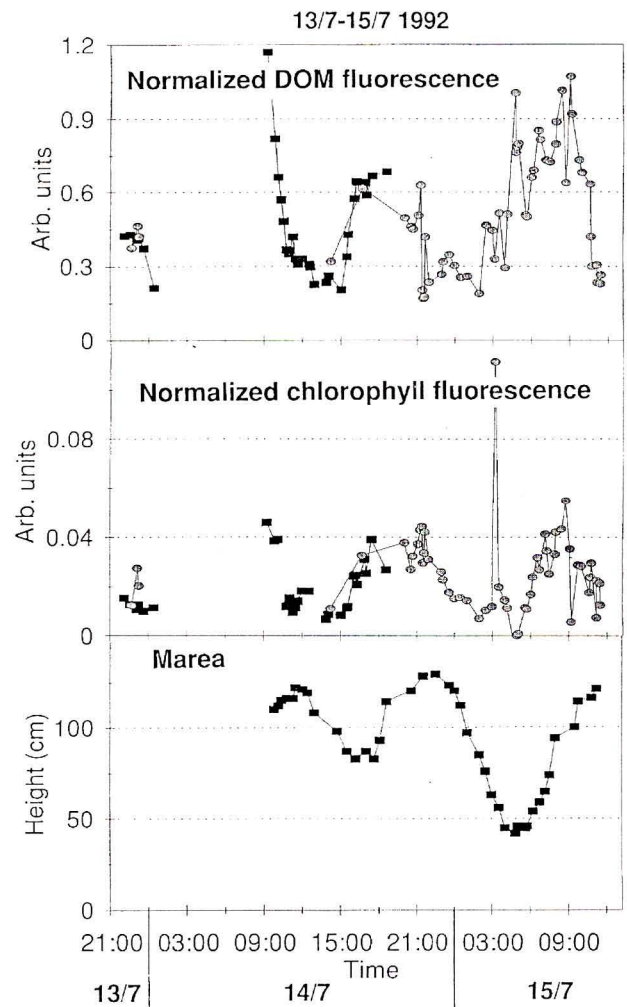 13/7-15/7 1992
1.2
Normalized DOM fluorescence
0.9
Arb. units
0.6
0.3
0
Normalized chlorophyll fluorescence
0.08
Arb. units
0.04
0
Marea
100
Height (cm)
50
0
21:00 03:00 09:00 15:00 21:00 03:00 09:00
Time
13/7 14/7 15/7